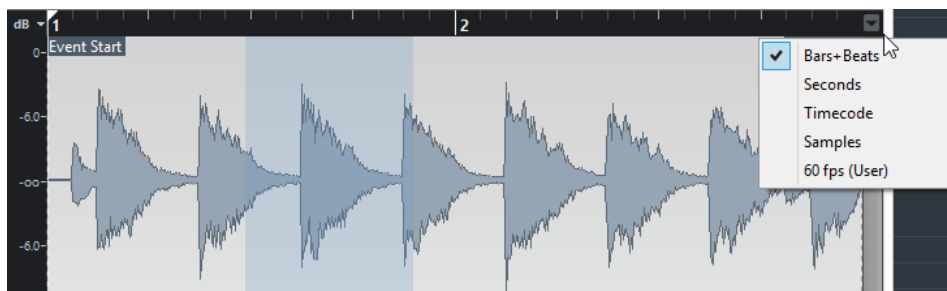 dB 1 2
Event Start
0
-6.0
-oo
-6.0
Bars+Beats
Seconds
Timecode
Samples
60 fps (User)